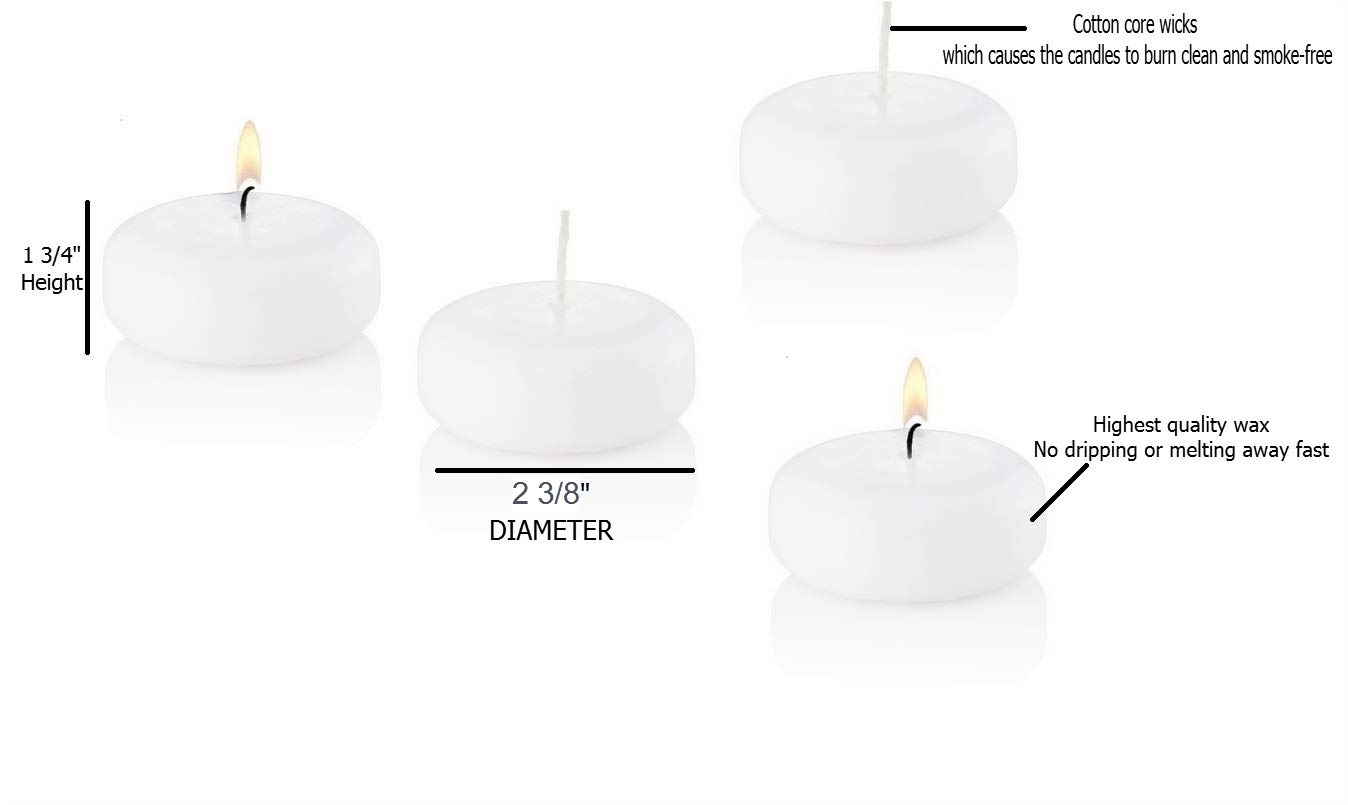 Cotton core wicks
which causes the candles to burn clean and smoke-free
1 3/4"
Height
2 3/8"
DIAMETER
Highest quality wax
No dripping or melting away fast